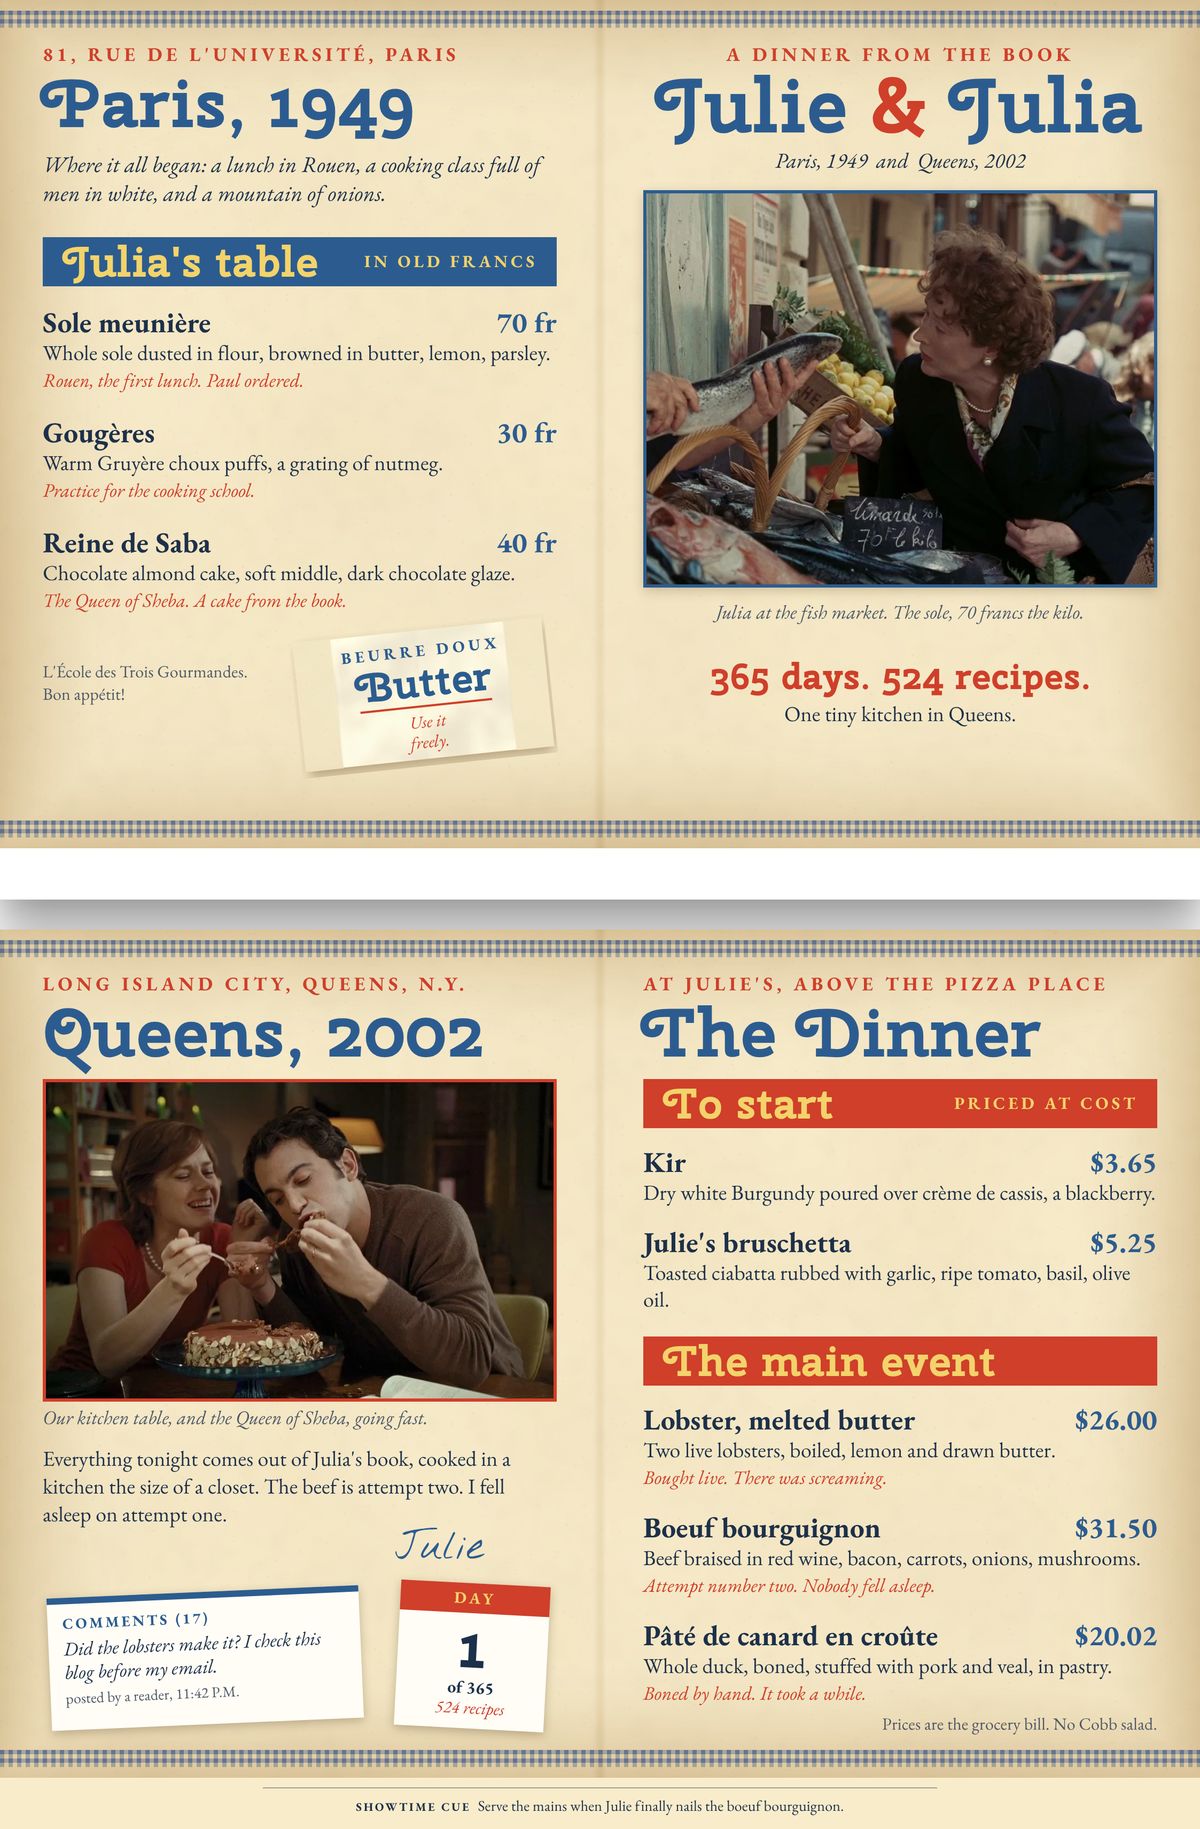 81, RUE DE L'UNIVERSITÉ, PARIS
Paris, 1949
Where it all began: a lunch in Rouen, a cooking class full of
men in white, and a mountain of onions.
Julia's table
IN OLD FRANCS
Sole meunière 70 fr
Whole sole dusted in flour, browned in butter, lemon, parsley.
Rouen, the first lunch. Paul ordered.
Gougères 30 fr
Warm Gruyère choux puffs, a grating of nutmeg.
Practice for the cooking school.
Reine de Saba 40 fr
Chocolate almond cake, soft middle, dark chocolate glaze.
The Queen of Sheba. A cake from the book.
L'École des Trois Gourmandes.
Bon appétit!
BEURRE DOUX
Butter
Use it
freely.
A DINNER FROM THE BOOK
Julie & Julia
Paris, 1949 and Queens, 2002
limande
70f le kilo
Julia at the fish market. The sole, 70 francs the kilo.
365 days. 524 recipes.
One tiny kitchen in Queens.
LONG ISLAND CITY, QUEENS, N.Y.
Queens, 2002
Our kitchen table, and the Queen of Sheba, going fast.
Everything tonight comes out of Julia's book, cooked in a
kitchen the size of a closet. The beef is attempt two. I fell
asleep on attempt one.
Julie
COMMENTS (17)
Did the lobsters make it? I check this
blog before my email.
posted by a reader, 11:42 P.M.
DAY
1
of 365
524 recipes
AT JULIE'S, ABOVE THE PIZZA PLACE
The Dinner
To start
PRICED AT COST
Kir $3.65
Dry white Burgundy poured over crème de cassis, a blackberry.
Julie's bruschetta $5.25
Toasted ciabatta rubbed with garlic, ripe tomato, basil, olive
oil.
The main event
Lobster, melted butter $26.00
Two live lobsters, boiled, lemon and drawn butter.
Bought live. There was screaming.
Boeuf bourguignon $31.50
Beef braised in red wine, bacon, carrots, onions, mushrooms.
Attempt number two. Nobody fell asleep.
Pâté de canard en croûte $20.02
Whole duck, boned, stuffed with pork and veal, in pastry.
Boned by hand. It took a while.
Prices are the grocery bill. No Cobb salad.
SHOWTIME CUE Serve the mains when Julie finally nails the boeuf bourguignon.